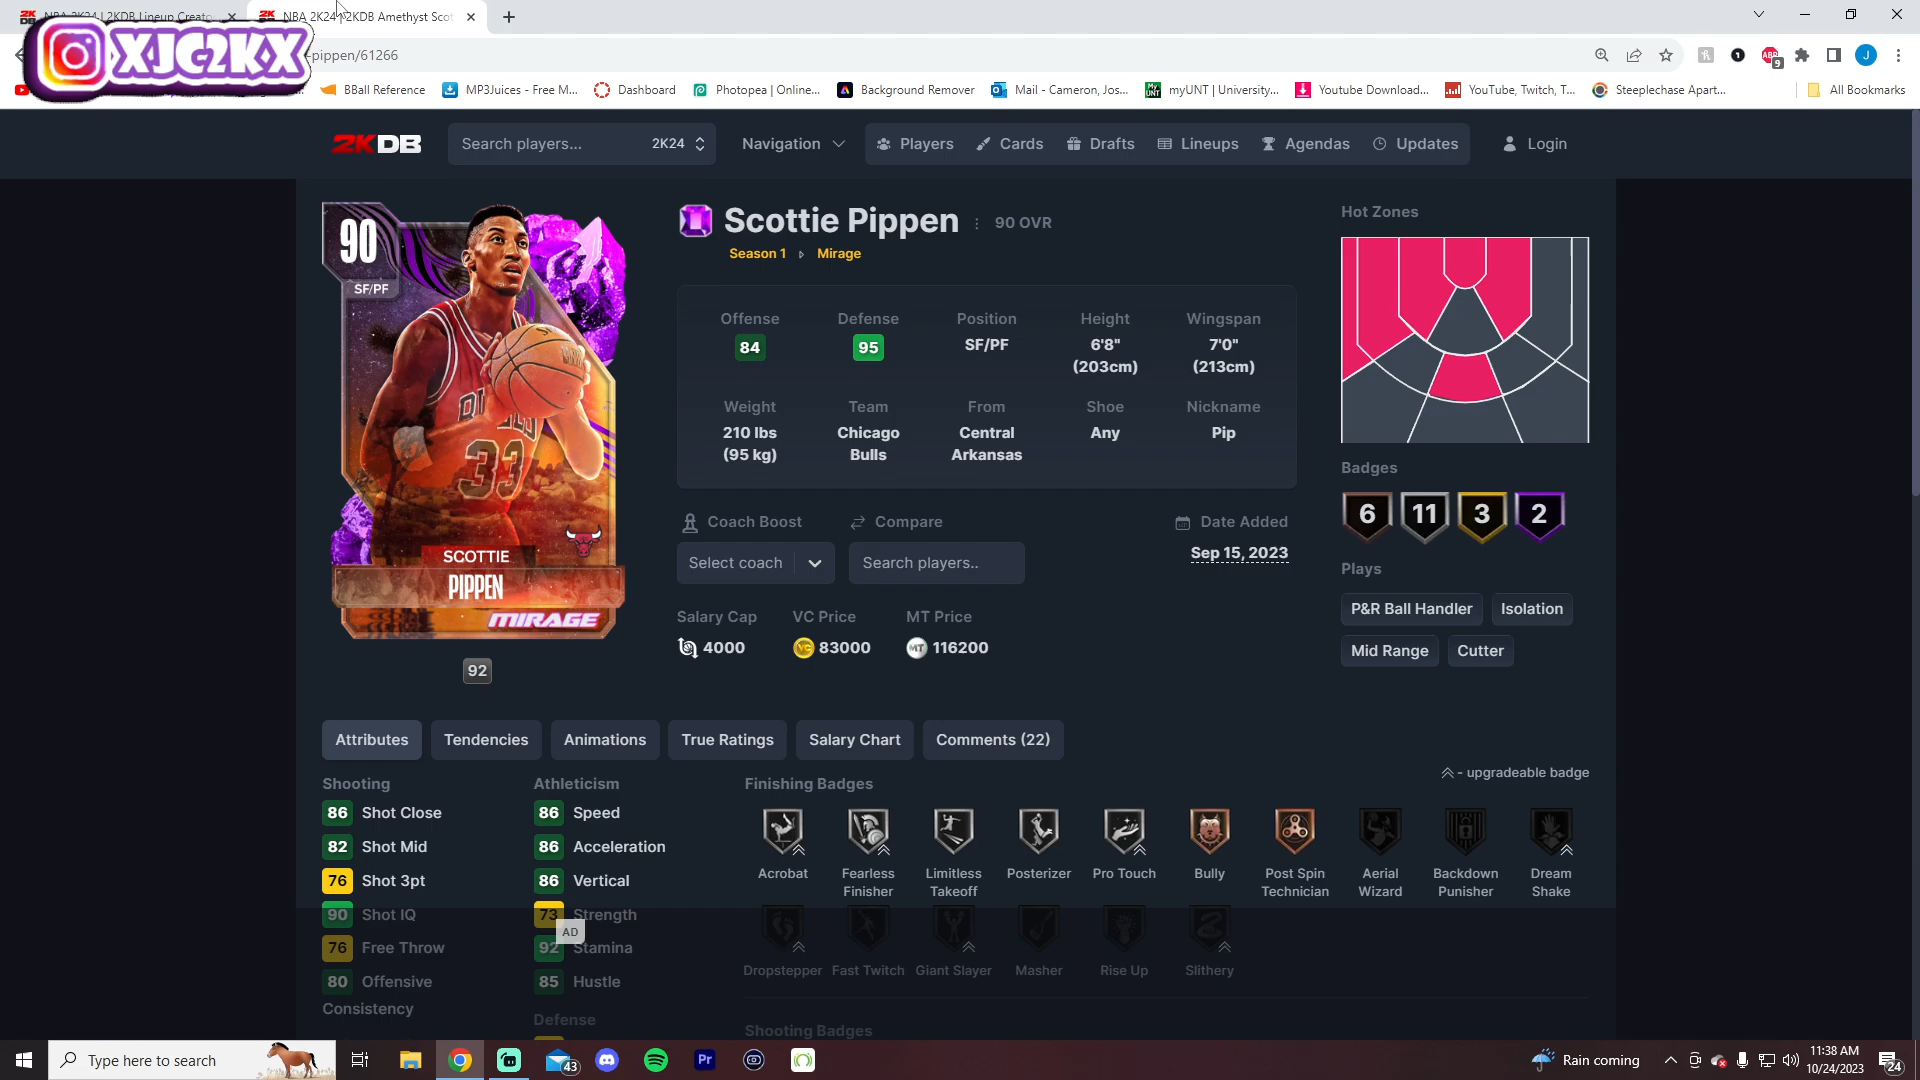 NBA 2K24 | 2KDB Lineup Creato
NBA 2K24 | 2KDB Amethyst Scot
XJC2KX
-pippen/61266
BBall Reference
MP3Juices - Free M...
Dashboard
Photopea | Online...
Background Remover
Mail - Cameron, Jos...
myUNT | University...
Youtube Download...
YouTube, Twitch, T...
Steeplechase Apart...
All Bookmarks
2KDB
Search players...
2K24
Navigation
Players
Cards
Drafts
Lineups
Agendas
Updates
Login
90
SF/PF
33
SCOTTIE
PIPPEN
MIRAGE
92
Scottie Pippen
90 OVR
Season 1
Mirage
Offense
84
Defense
95
Position
SF/PF
Height
6'8"
(203cm)
Wingspan
7'0"
(213cm)
Weight
210 lbs
(95 kg)
Team
Chicago
Bulls
From
Central
Arkansas
Shoe
Any
Nickname
Pip
Coach Boost
Select coach
Compare
Search players..
Date Added
Sep 15, 2023
Salary Cap
4000
VC Price
VC 83000
MT Price
MT 116200
Hot Zones
Badges
6 11 3 2
Plays
P&R Ball Handler
Isolation
Mid Range
Cutter
Attributes
Tendencies
Animations
True Ratings
Salary Chart
Comments (22)
Shooting
86 Shot Close
82 Shot Mid
76 Shot 3pt
90 Shot IQ
76 Free Throw
80 Offensive
Consistency
Athleticism
86 Speed
86 Acceleration
86 Vertical
73 Strength
AD
92 Stamina
85 Hustle
Defense
Finishing Badges
- upgradeable badge
Acrobat
Fearless
Finisher
Limitless
Takeoff
Posterizer
Pro Touch
Bully
Post Spin
Technician
Aerial
Wizard
Backdown
Punisher
Dream
Shake
Dropstepper
Fast Twitch
Giant Slayer
Masher
Rise Up
Slithery
Shooting Badges
Type here to search
43
Pr
Rain coming
11:38 AM
10/24/2023
24